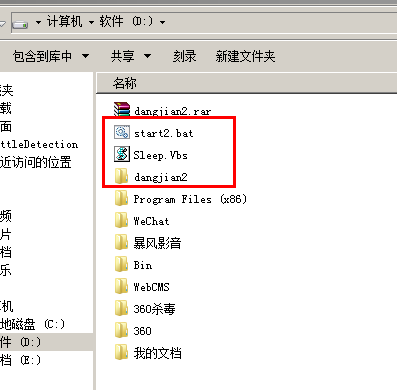 计算机 ▸ 软件 (D:) ▸
包含到库中 ▼ 共享 ▼ 刻录 新建文件夹
名称
夹
载
面
ttleDetection
近访问的位置
频
片
档
乐
机
地磁盘 (C:)
件 (D:)
档 (E:)
dangjian2.rar
start2.bat
Sleep.Vbs
dangjian2
Program Files (x86)
WeChat
暴风影音
Bin
WebCMS
360杀毒
360
我的文档